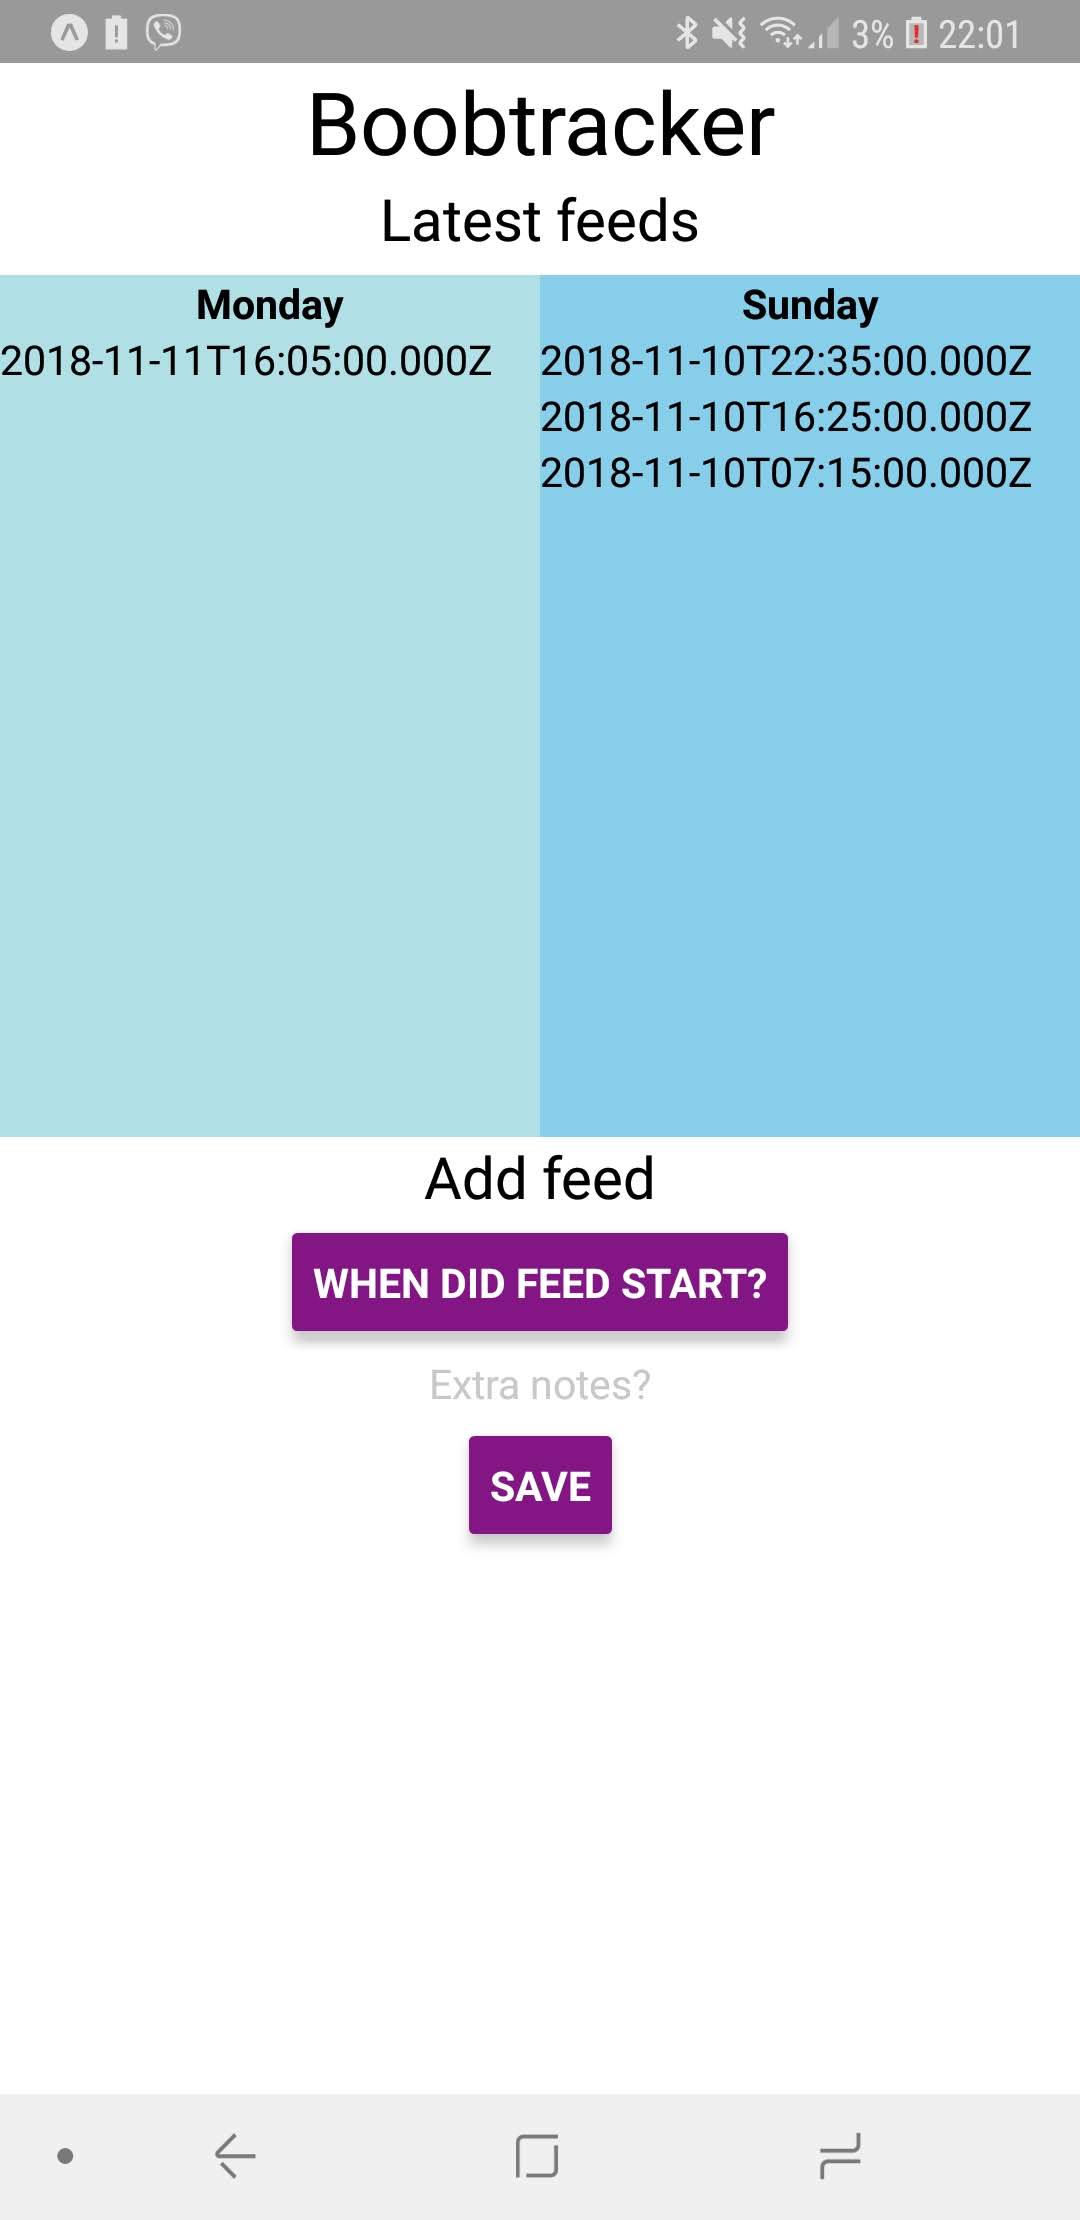 3% 22:01
Boobtracker
Latest feeds
Monday
2018-11-11T16:05:00.000Z
Sunday
2018-11-10T22:35:00.000Z
2018-11-10T16:25:00.000Z
2018-11-10T07:15:00.000Z
Add feed
WHEN DID FEED START?
Extra notes?
SAVE